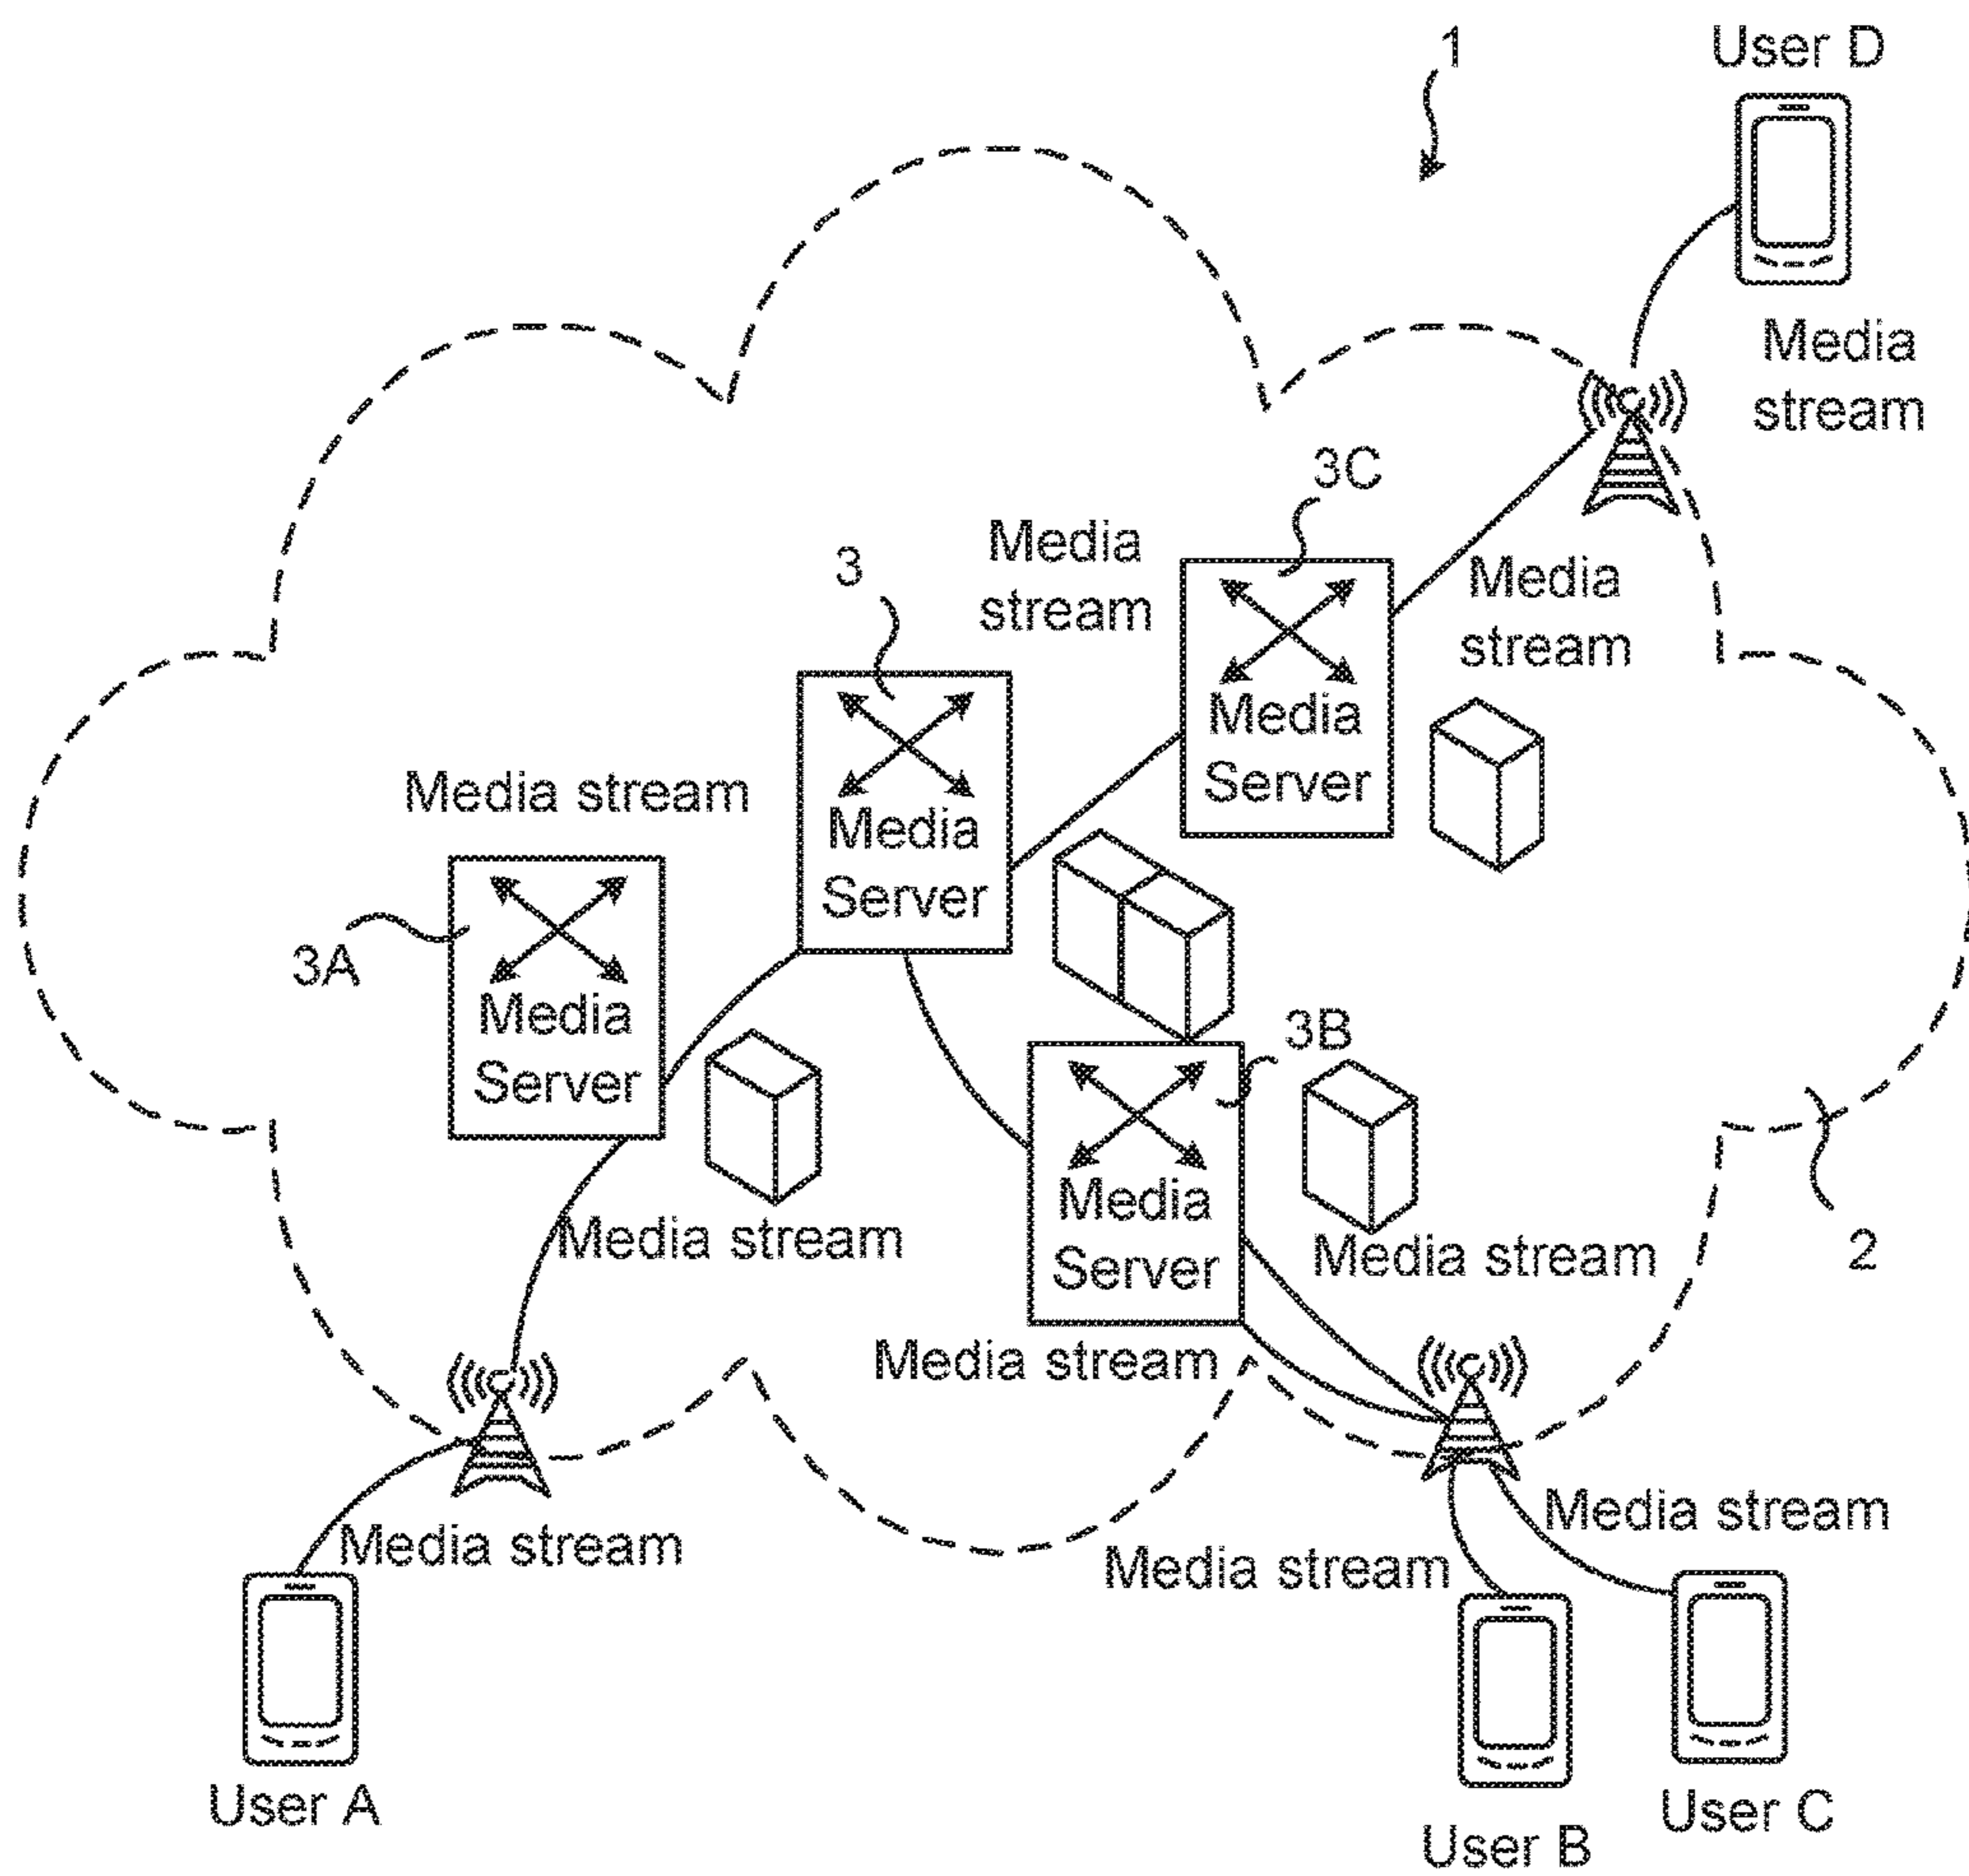 1
User D
Media
stream
3C
Media
stream
3
Media
stream
Media
Server
Media stream
Media
Server
3A
Media
Server
3B
Media
Server
Media stream
Media stream
2
Media stream
Media stream
Media stream
Media stream
User A
User C
User B